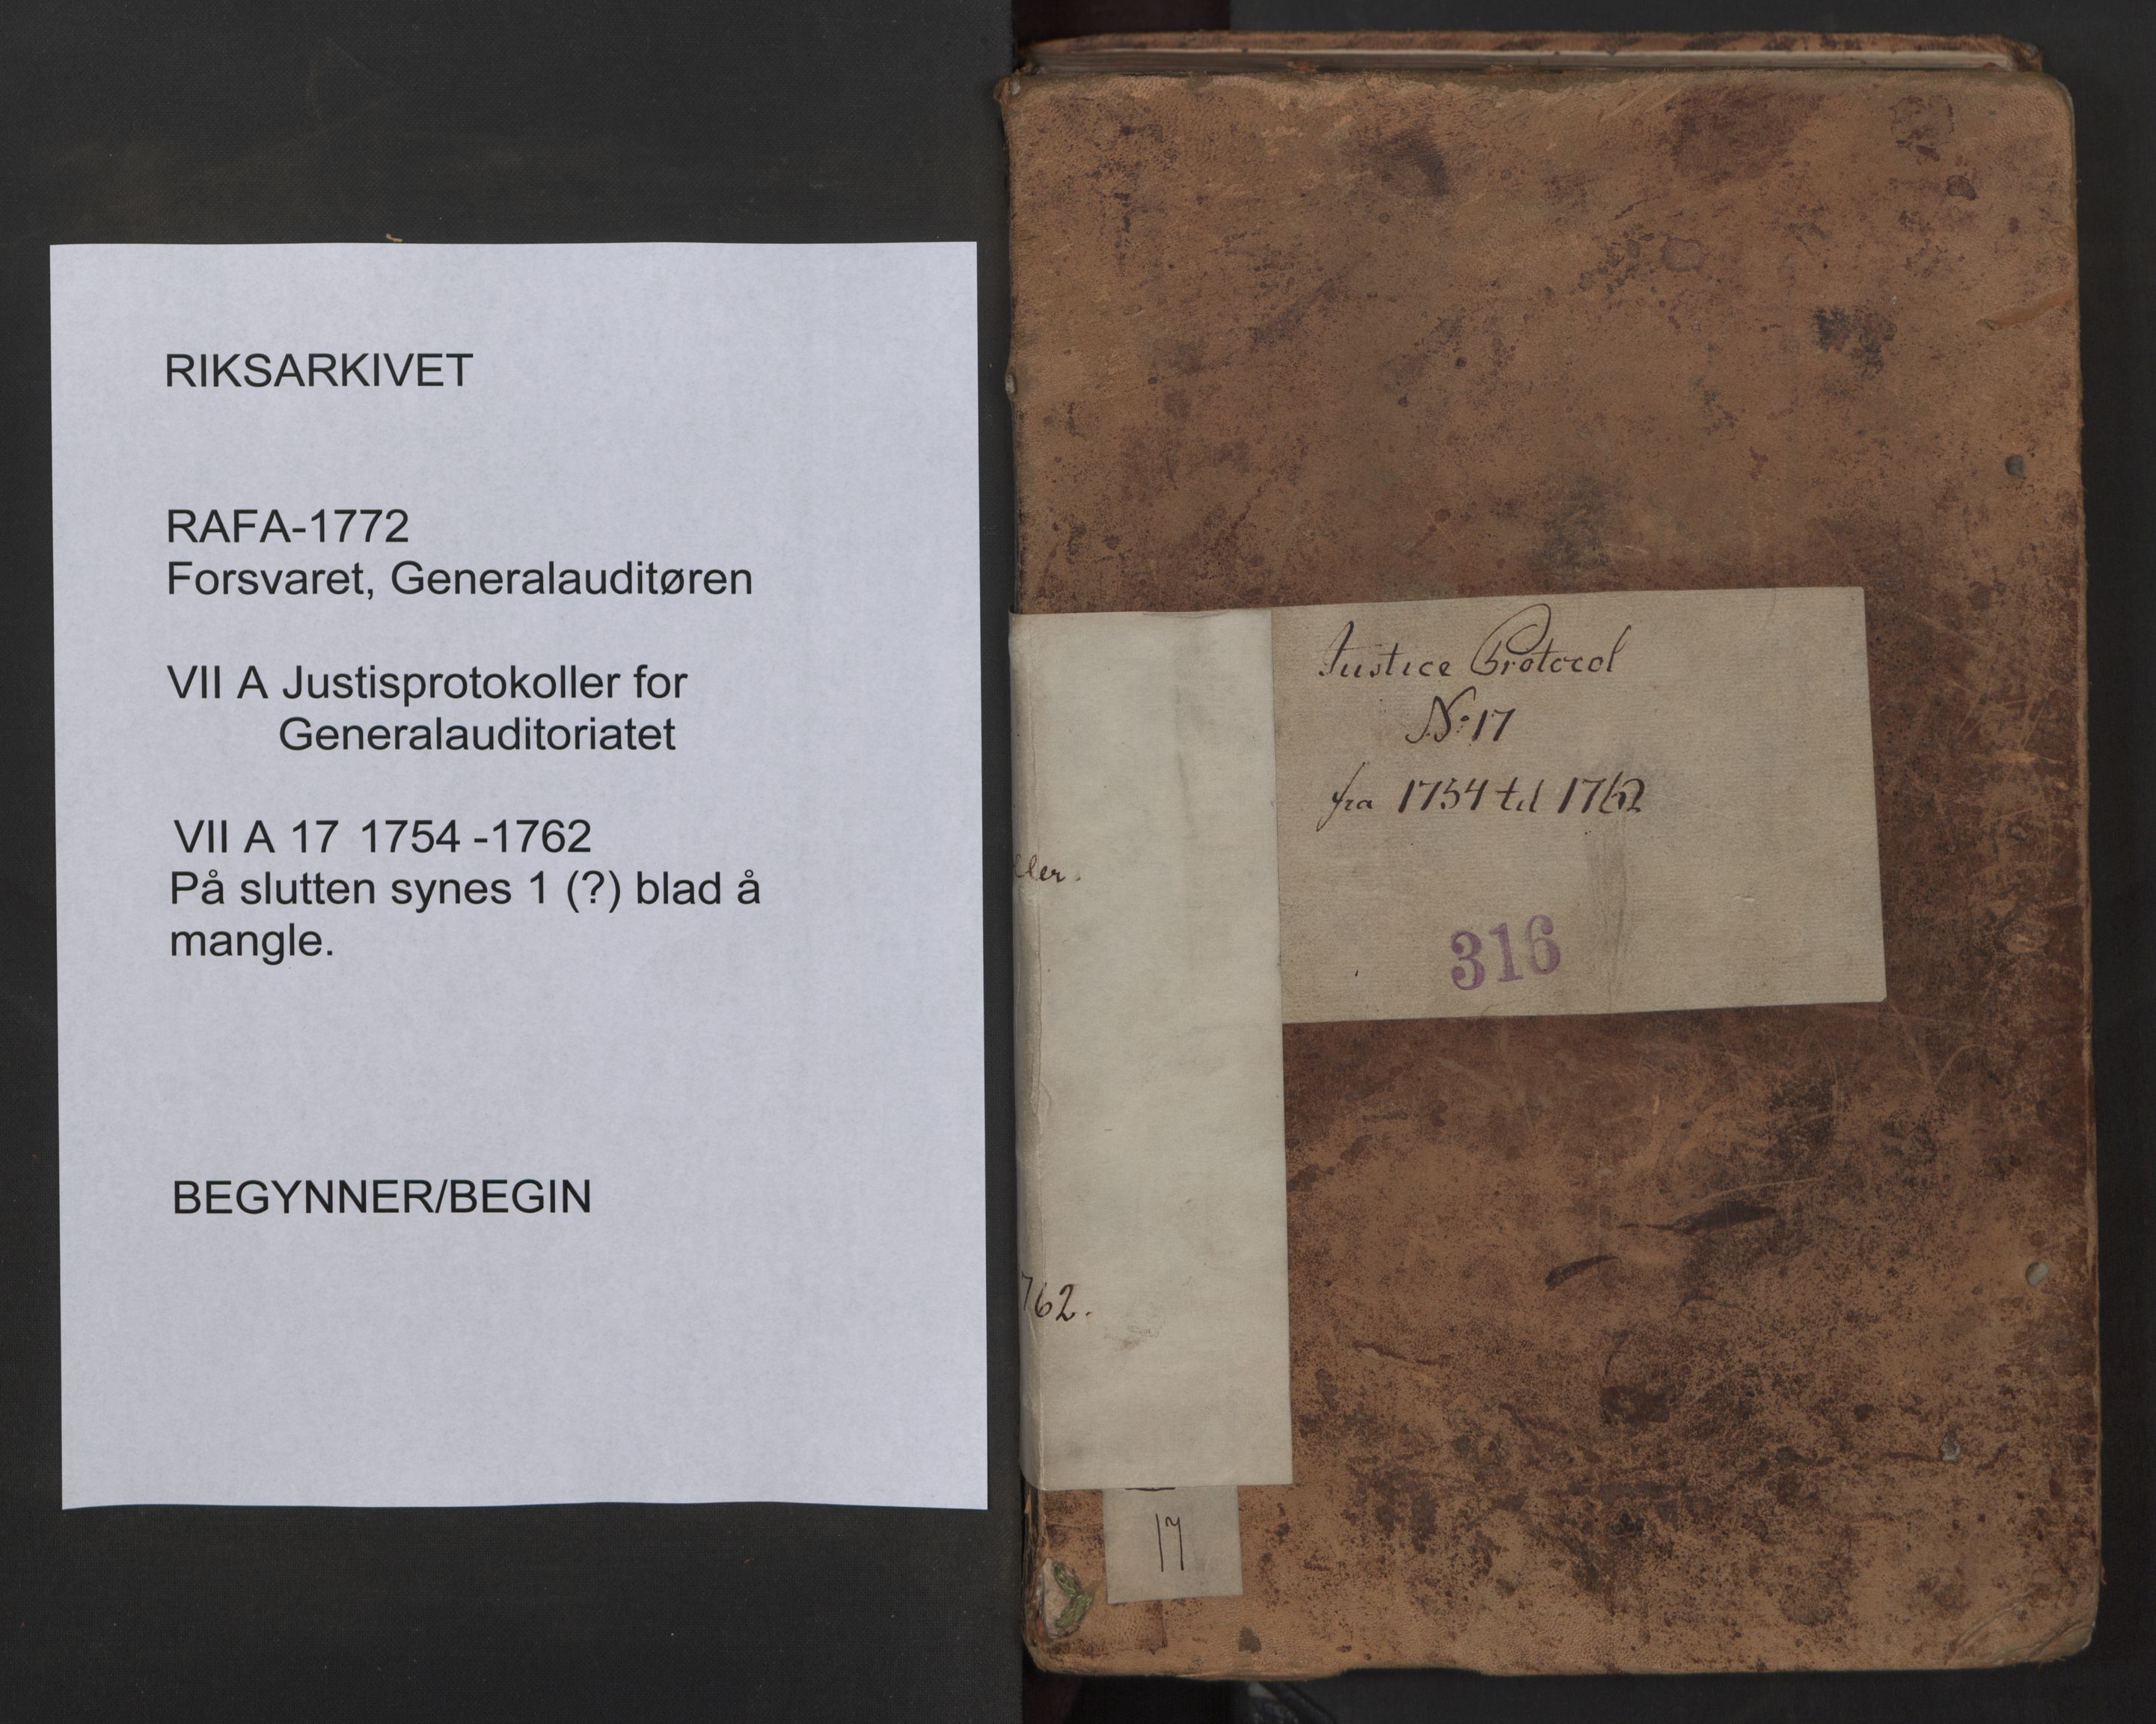 RIKSARKIVET
RAFA-1772
Forsvaret, Generalauditøren
VII A Justisprotokoller for
Generalauditoriatet
VII A 17 1754 -1762
På slutten synes 1 (?) blad å
mangle.
BEGYNNER/BEGIN
Justice Protocol
No: 17
fra 1754 til 1762
316
ller.
762.
17